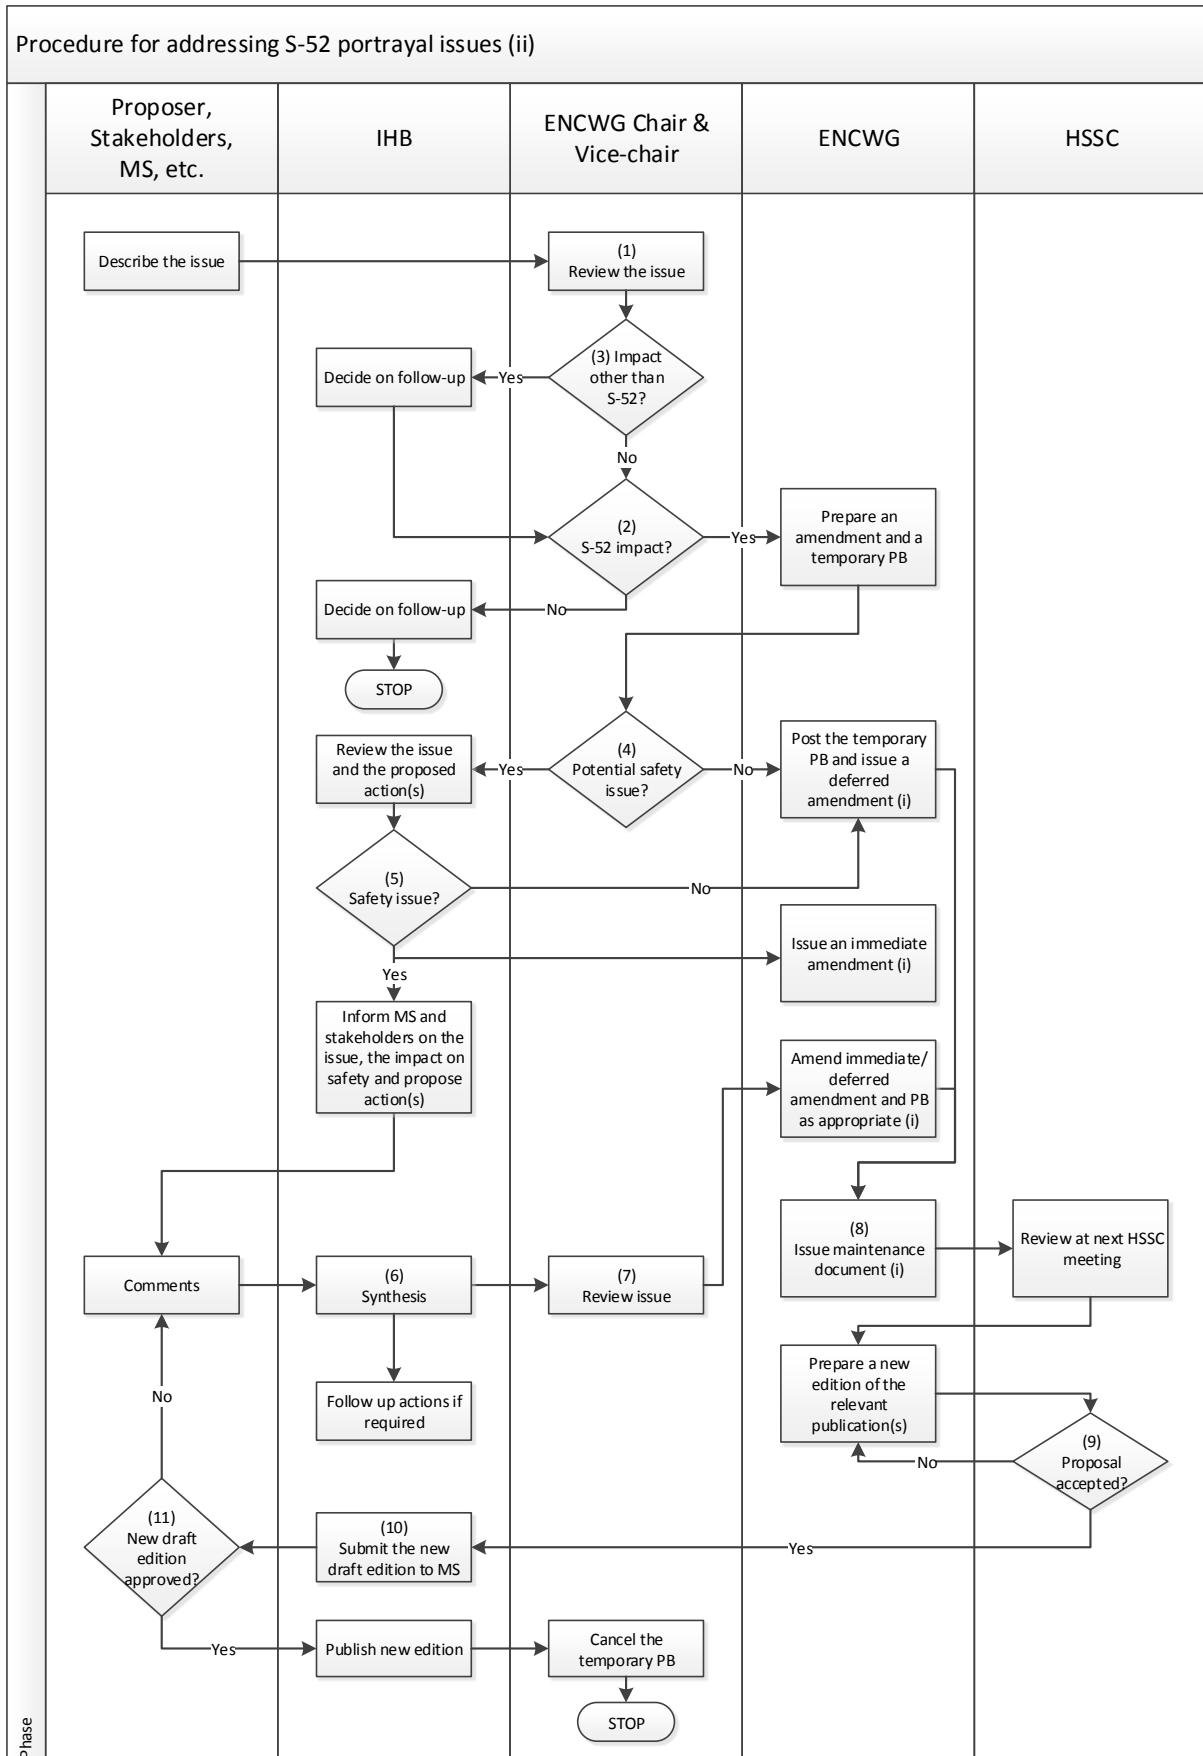 Procedure for addressing S-52 portrayal issues (ii)
Proposer,
Stakeholders,
MS, etc.
IHB
ENCWG Chair &
Vice-chair
ENCWG
HSSC
Describe the issue
(1)
Review the issue
Decide on follow-up
Yes
(3) Impact
other than
S-52?
No
(2)
S-52 impact?
Yes
Prepare an
amendment and a
temporary PB
Decide on follow-up
No
STOP
Review the issue
and the proposed
action(s)
Yes
(4)
Potential safety
issue?
No
Post the temporary
PB and issue a
deferred
amendment (i)
(5)
Safety issue?
No
Issue an immediate
amendment (i)
Yes
Inform MS and
stakeholders on the
issue, the impact on
safety and propose
action(s)
Amend immediate/
deferred
amendment and PB
as appropriate (i)
(8)
Issue maintenance
document (i)
Review at next HSSC
meeting
Comments
(6)
Synthesis
(7)
Review issue
No
Follow up actions if
required
Prepare a new
edition of the
relevant
publication(s)
No
(9)
Proposal
accepted?
(11)
New draft
edition
approved?
(10)
Submit the new
draft edition to MS
Yes
Yes
Publish new edition
Cancel the
temporary PB
STOP
Phase